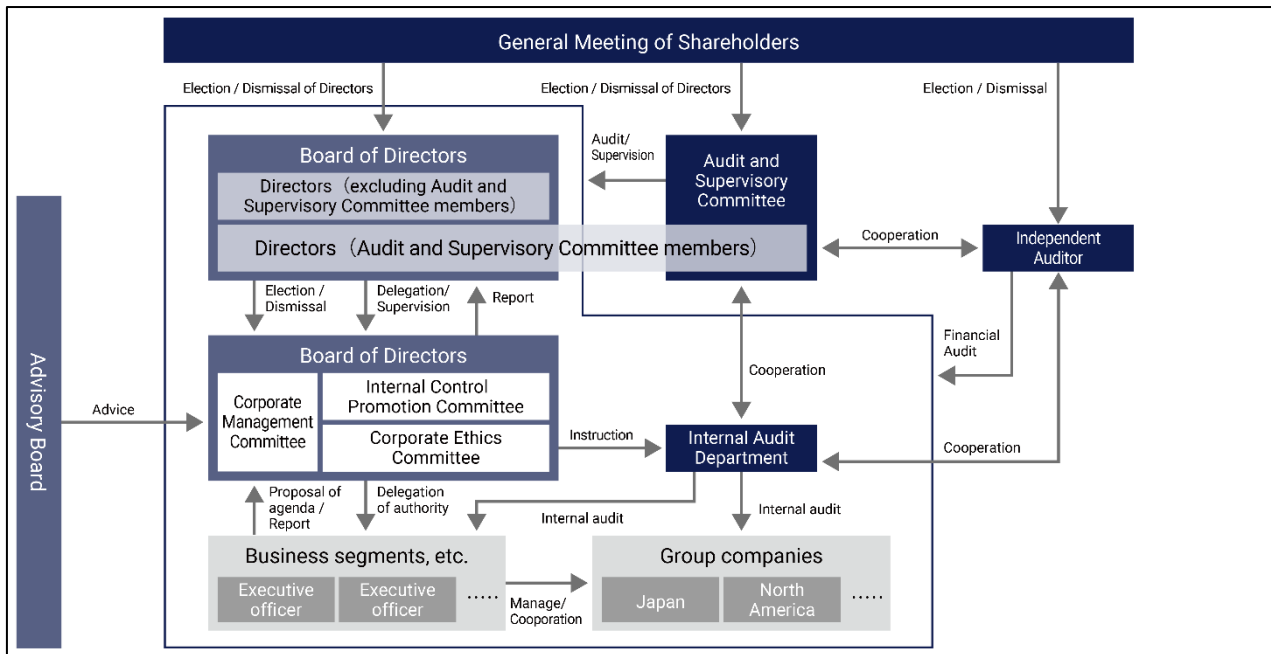 General Meeting of Shareholders
Election / Dismissal of Directors
Election / Dismissal of Directors
Election / Dismissal
Board of Directors
Directors（excluding Audit and
Supervisory Committee members）
Directors（Audit and Supervisory Committee members）
Audit/
Supervision
Audit and
Supervisory
Committee
Cooperation
Independent
Auditor
Election /
Dismissal
Delegation/
Supervision
Report
Financial
Audit
Cooperation
Advisory Board
Advice
Board of Directors
Corporate
Management
Committee
Internal Control
Promotion Committee
Corporate Ethics
Committee
Instruction
Internal Audit
Department
Cooperation
Proposal of
agenda /
Report
Delegation
of authority
Internal audit
Internal audit
Business segments, etc.
Executive
officer
Executive
officer
.....
Manage/
Cooporation
Group companies
Japan
North
America
.....